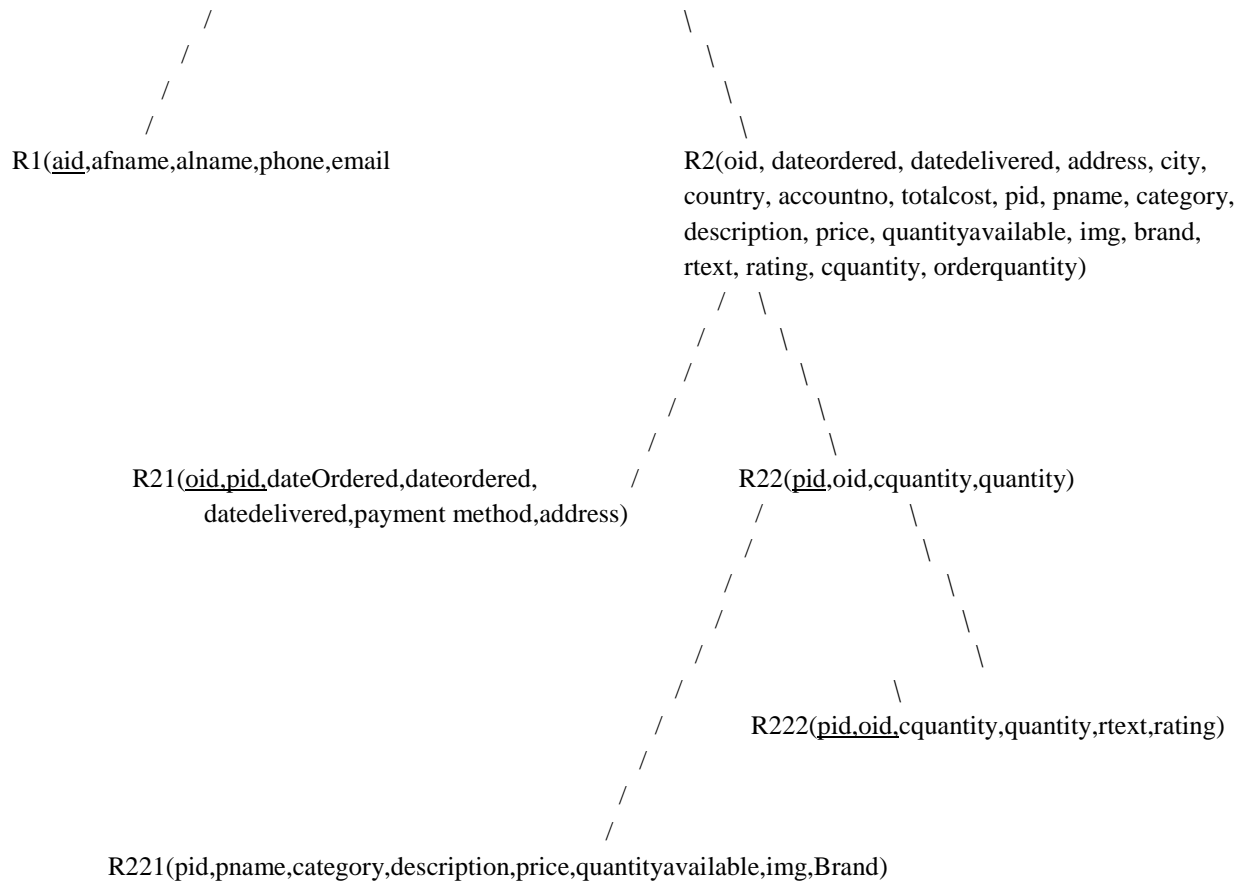 R1(aid,afname,alname,phone,email
R2(oid, dateordered, datedelivered, address, city,
country, accountno, totalcost, pid, pname, category,
description, price, quantityavailable, img, brand,
rtext, rating, cquantity, orderquantity)
R21(oid,pid,dateOrdered,dateordered,
datedelivered,payment method,address)
R22(pid,oid,cquantity,quantity)
R222(pid,oid,cquantity,quantity,rtext,rating)
R221(pid,pname,category,description,price,quantityavailable,img,Brand)